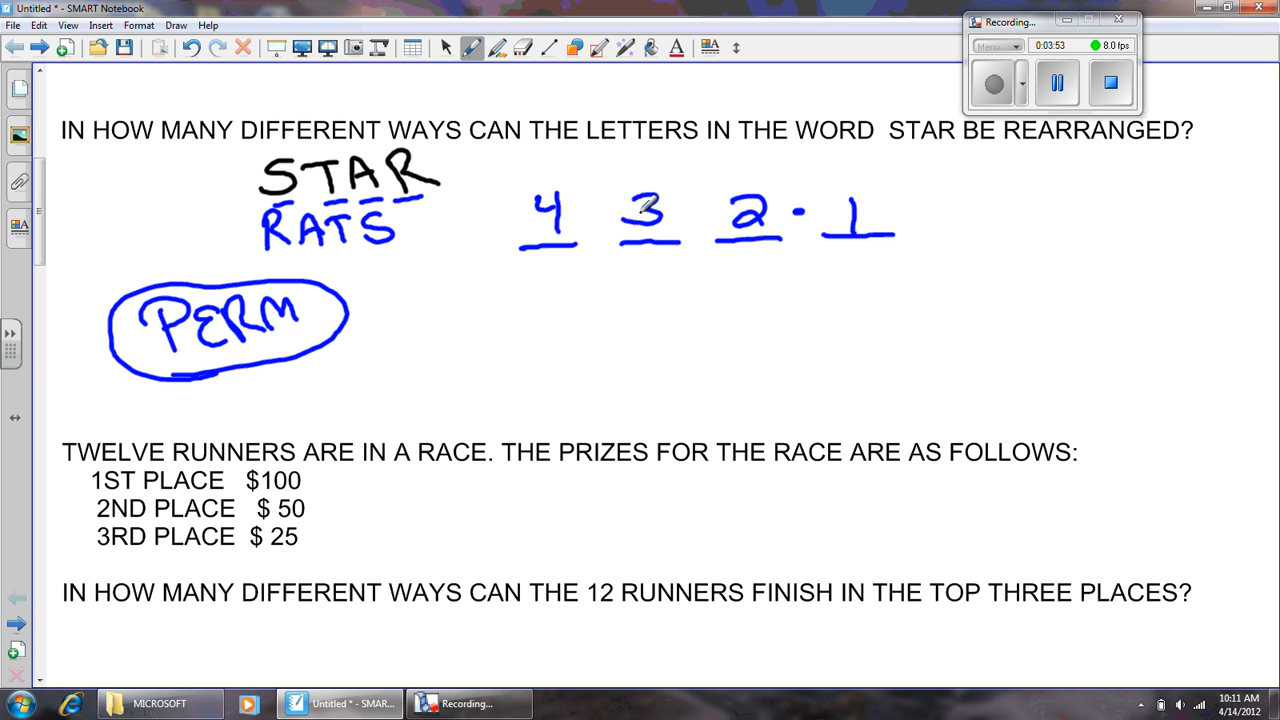 Untitled * - SMART Notebook
File Edit View Insert Format Tools Draw Help
Recording...
Menu
0:03:53 8.0 fps
IN HOW MANY DIFFERENT WAYS CAN THE LETTERS IN THE WORD STAR BE REARRANGED?
STAR
RATS
4 3 2 · 1
PERM
TWELVE RUNNERS ARE IN A RACE. THE PRIZES FOR THE RACE ARE AS FOLLOWS:
1ST PLACE $100
2ND PLACE $ 50
3RD PLACE $ 25
IN HOW MANY DIFFERENT WAYS CAN THE 12 RUNNERS FINISH IN THE TOP THREE PLACES?
MICROSOFT
Untitled * - SMAR...
Recording...
10:11 AM
4/14/2012